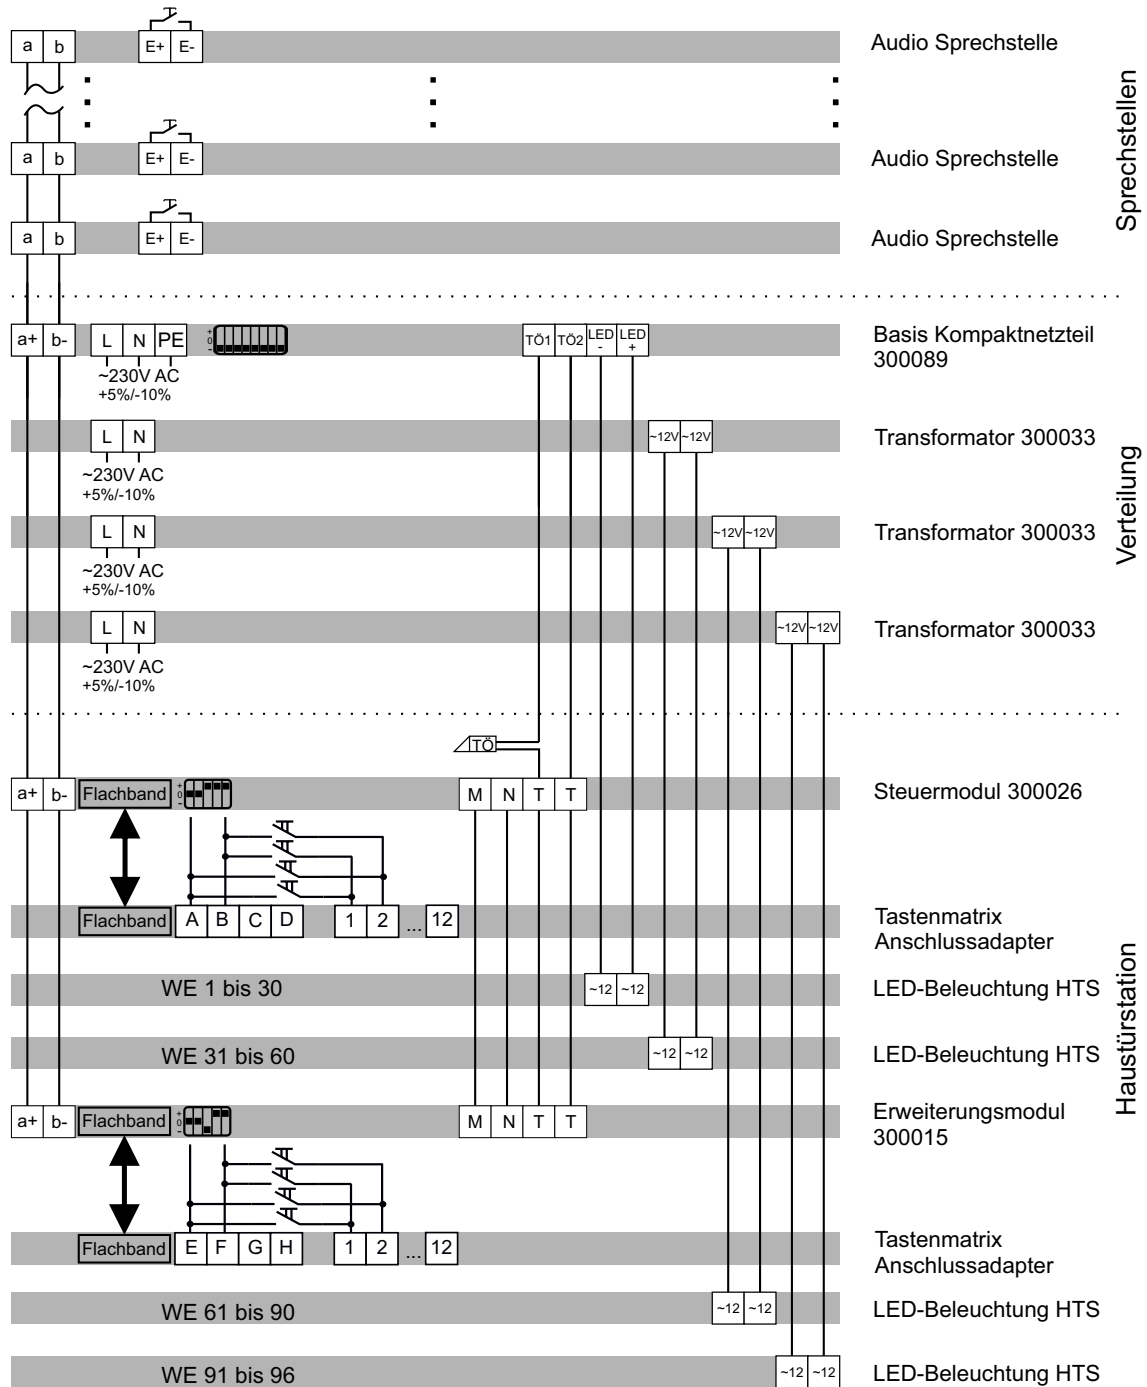 a b E+ E- Audio Sprechstelle
a b E+ E- Audio Sprechstelle
a b E+ E- Audio Sprechstelle
Sprechstellen
a+ b- L N PE + 0 - TÖ1 TÖ2 LED - LED + Basis Kompaktnetzteil
300089
~230V AC
+5%/-10%
L N ~12V ~12V Transformator 300033
~230V AC
+5%/-10%
L N ~12V ~12V Transformator 300033
~230V AC
+5%/-10%
L N ~12V ~12V Transformator 300033
~230V AC
+5%/-10%
Verteilung
TÖ
a+ b- Flachband + 0 - M N T T Steuermodul 300026
Flachband A B C D 1 2 ... 12 Tastenmatrix
Anschlussadapter
WE 1 bis 30 ~12 ~12 LED-Beleuchtung HTS
WE 31 bis 60 ~12 ~12 LED-Beleuchtung HTS
a+ b- Flachband + 0 - M N T T Erweiterungsmodul
300015
Flachband E F G H 1 2 ... 12 Tastenmatrix
Anschlussadapter
WE 61 bis 90 ~12 ~12 LED-Beleuchtung HTS
WE 91 bis 96 ~12 ~12 LED-Beleuchtung HTS
Haustürstation